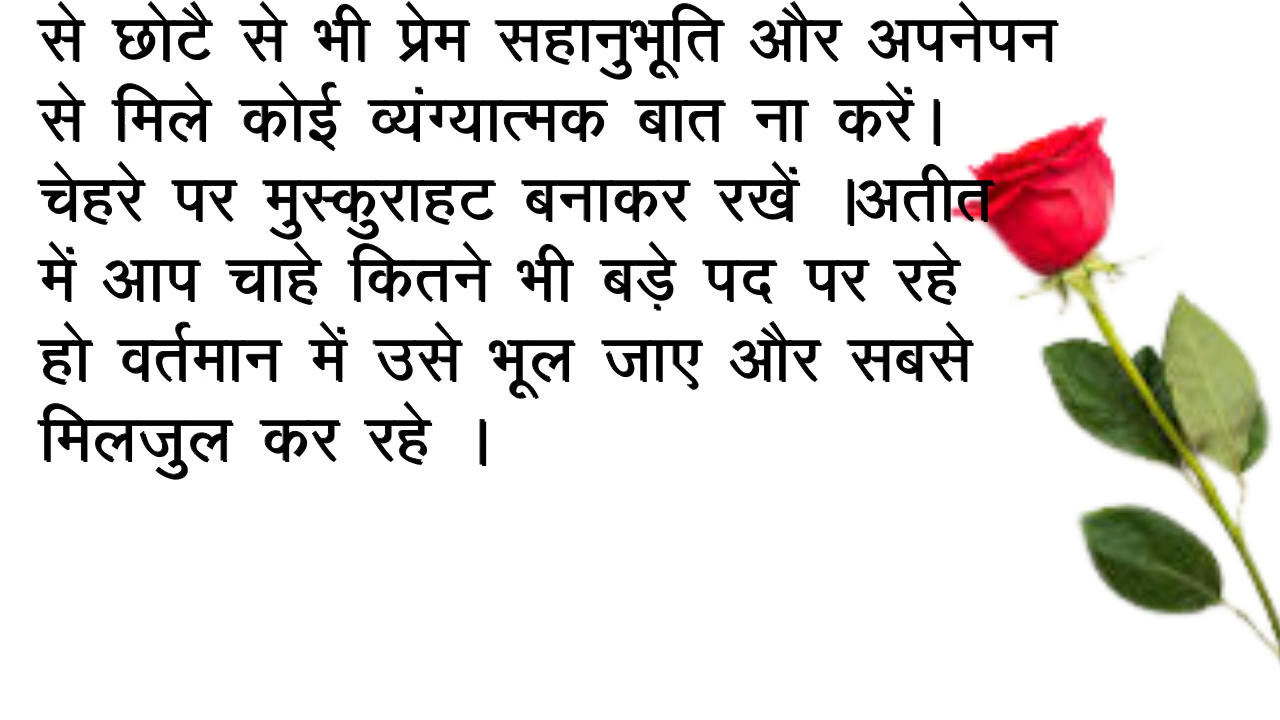 से छोटै से भी प्रेम सहानुभूति और अपनेपन
से मिले कोई व्यंग्यात्मक बात ना करें।
चेहरे पर मुस्कुराहट बनाकर रखें ।अतीत
में आप चाहे कितने भी बड़े पद पर रहे
हो वर्तमान में उसे भूल जाए और सबसे
मिलजुल कर रहे ।